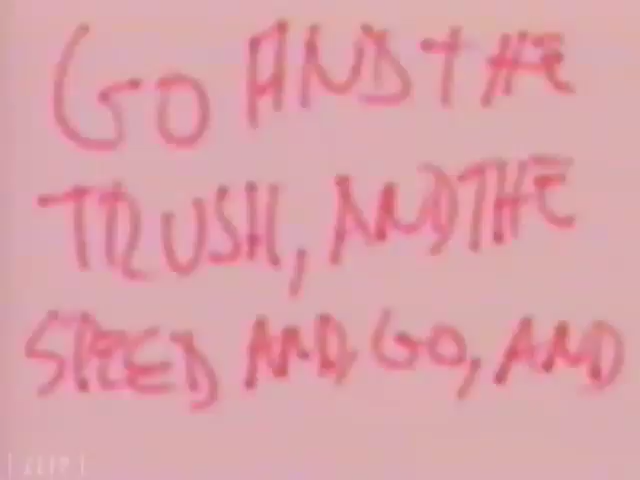 GO AND THE
TRUSH, AND THE
SPEED AND, GO, AND